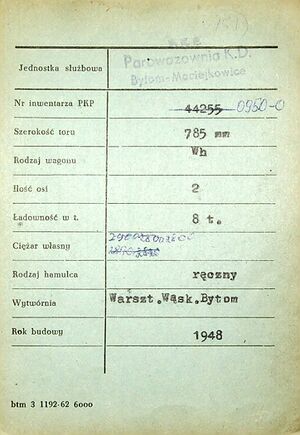 PKP
Jednostka służbowa Parowozownia K.D.
Bytom-Maciejkowice
Nr inwentarza PKP 44255 0950-0
Szerokość toru 785 mm
Rodzaj wagonu Wh
Ilość osi 2
Ładowność w t. 8 t.
Ciężar własny
Rodzaj hamulca ręczny
Wytwórnia Warszt.Wąsk.Bytom
Rok budowy 1948
btm 3 1192-62 6000